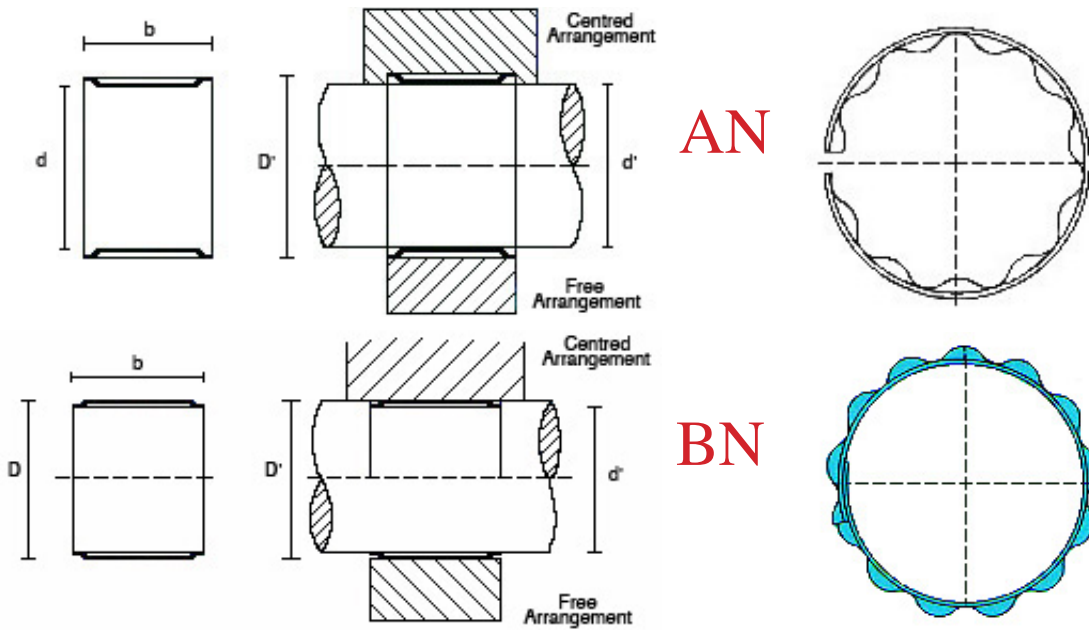 b
Centred
Arrangement
d
D'
d'
AN
Free
Arrangement
Centred
Arrangement
b
D
D'
d'
BN
Free
Arrangement